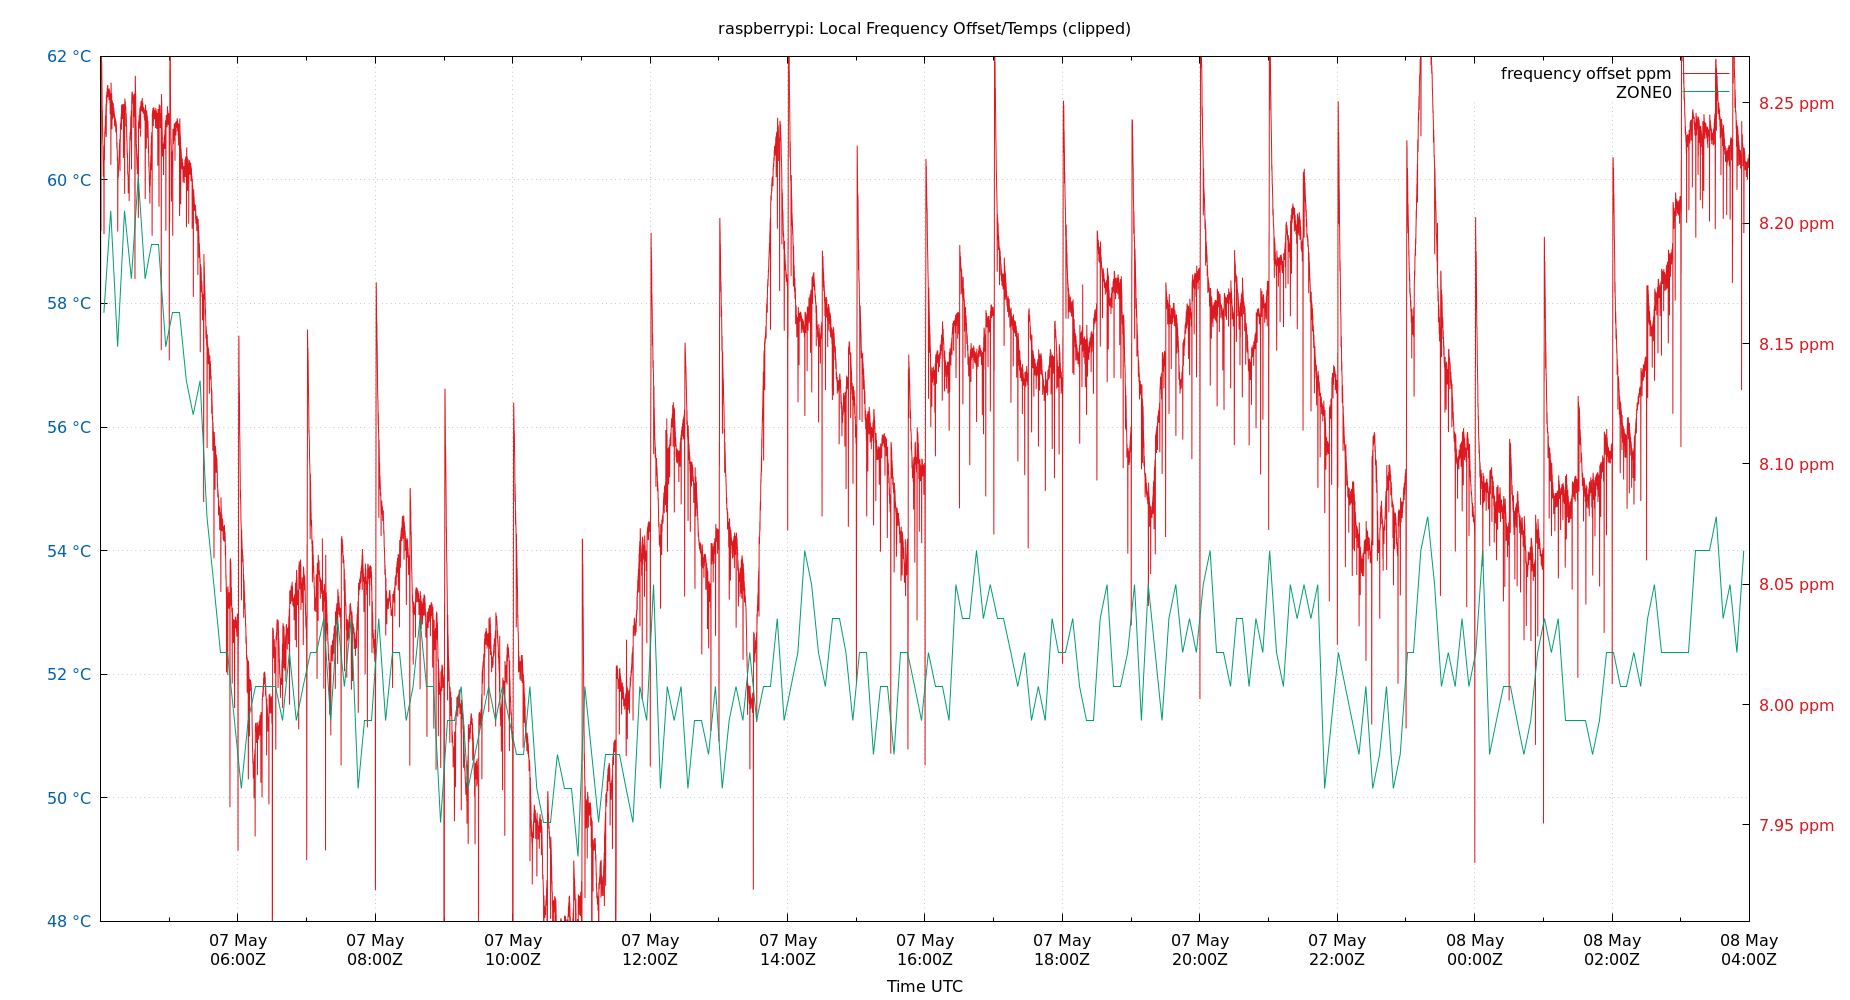 raspberrypi: Local Frequency Offset/Temps (clipped)
62 °C
60 °C
58 °C
56 °C
54 °C
52 °C
50 °C
48 °C
frequency offset ppm
ZONE0
8.25 ppm
8.20 ppm
8.15 ppm
8.10 ppm
8.05 ppm
8.00 ppm
7.95 ppm
07 May 07 May 07 May 07 May 07 May 07 May 07 May 07 May 07 May 08 May 08 May 08 May
06:00Z 08:00Z 10:00Z 12:00Z 14:00Z 16:00Z 18:00Z 20:00Z 22:00Z 00:00Z 02:00Z 04:00Z
Time UTC